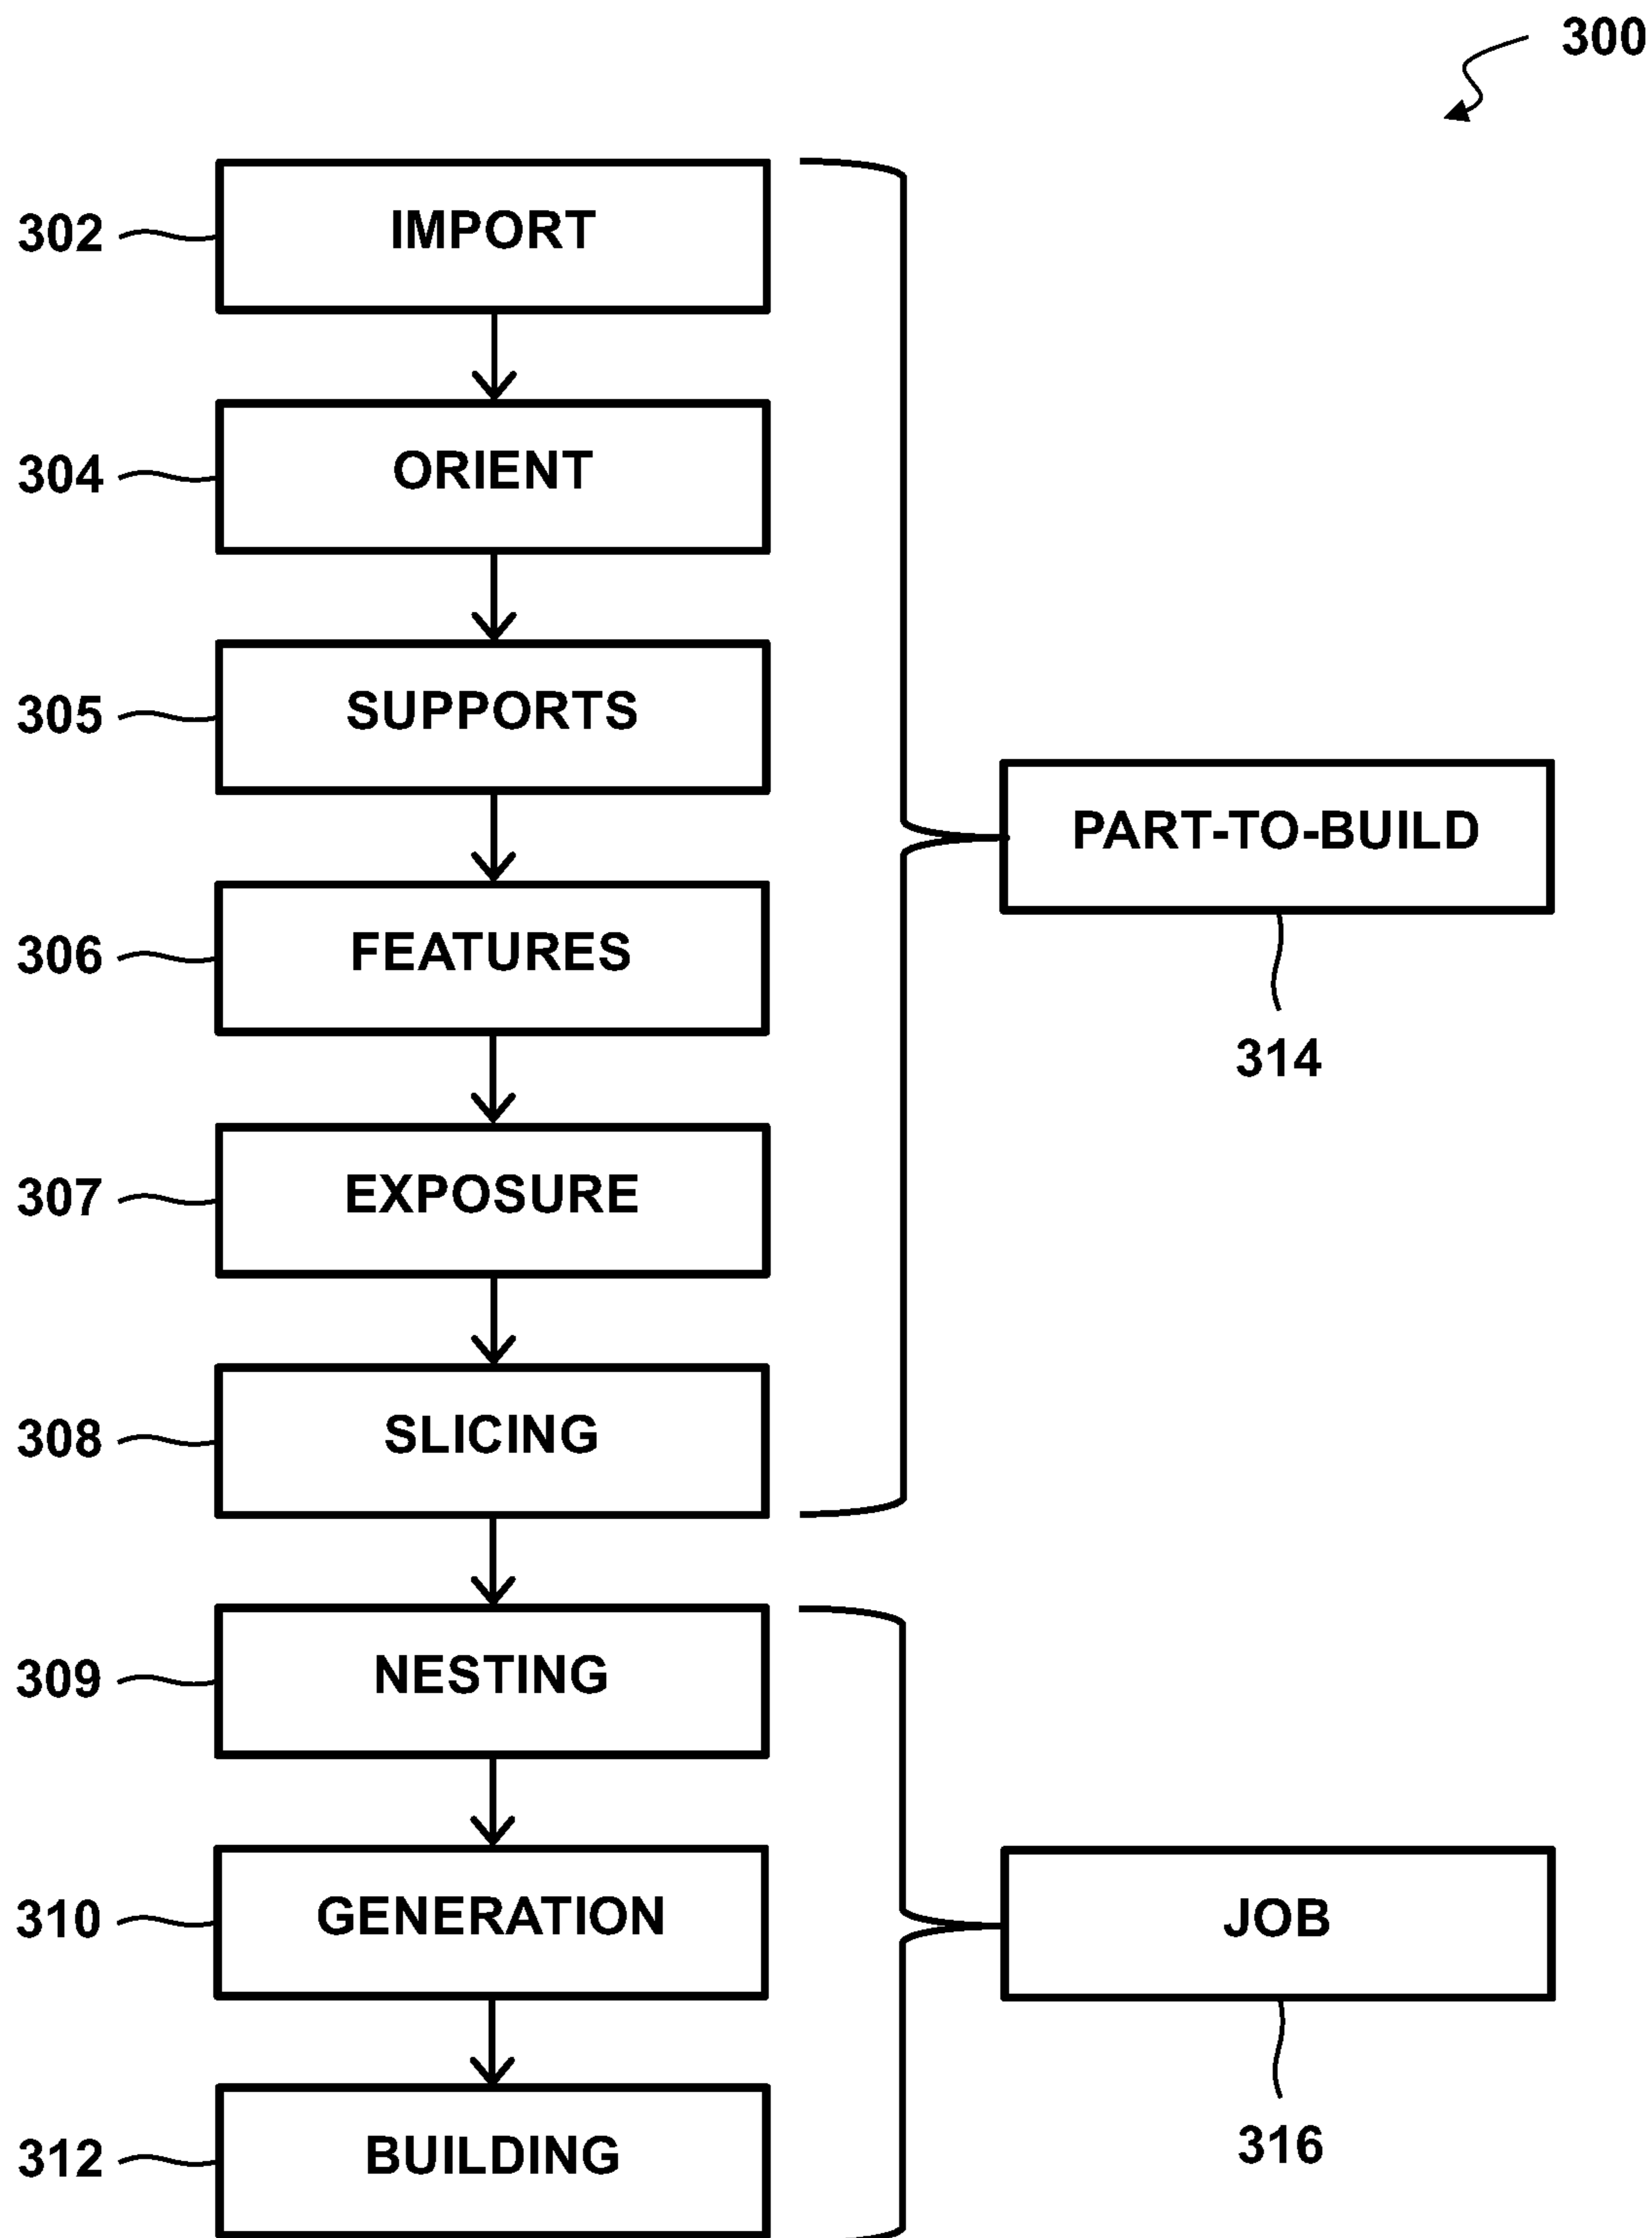 300
302
IMPORT
304
ORIENT
305
SUPPORTS
PART-TO-BUILD
306
FEATURES
314
307
EXPOSURE
308
SLICING
309
NESTING
310
GENERATION
JOB
312
BUILDING
316